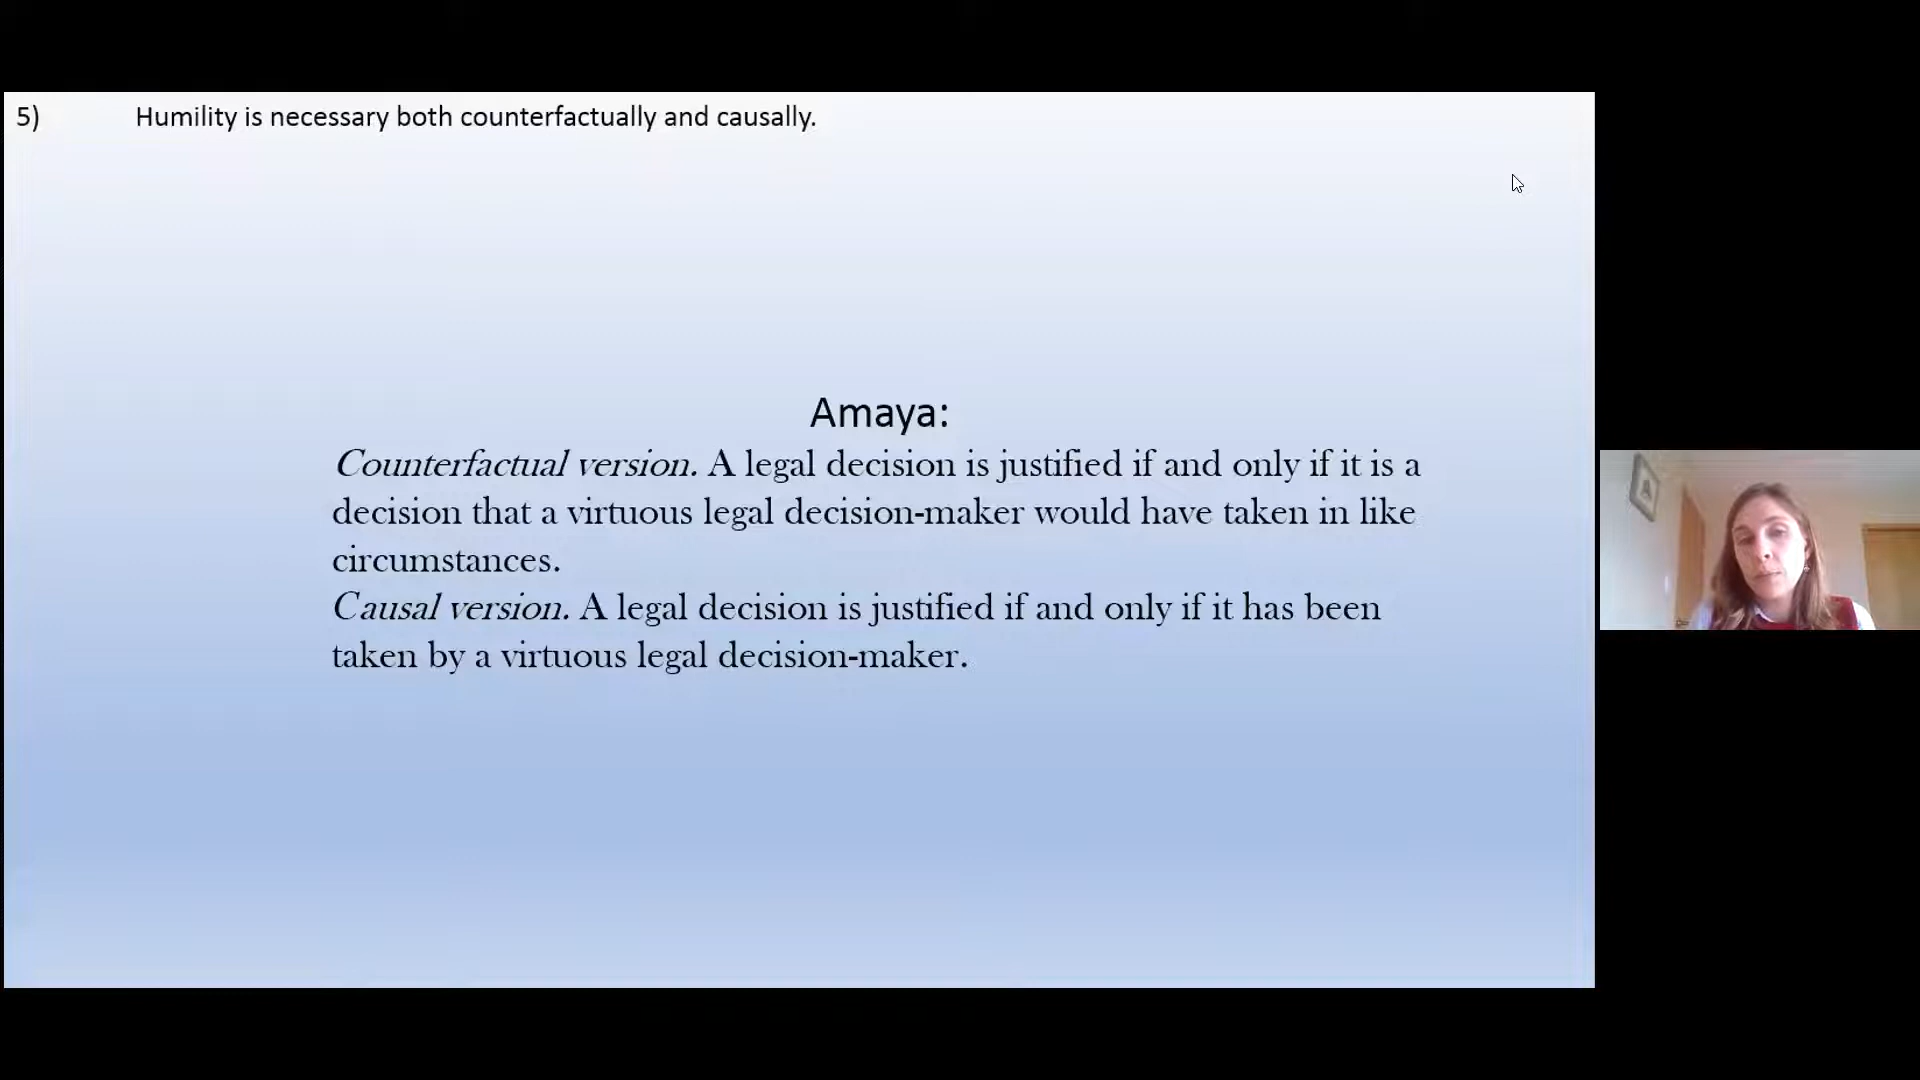 5) Humility is necessary both counterfactually and causally.
Amaya:
Counterfactual version. A legal decision is justified if and only if it is a
decision that a virtuous legal decision-maker would have taken in like
circumstances.
Causal version. A legal decision is justified if and only if it has been
taken by a virtuous legal decision-maker.